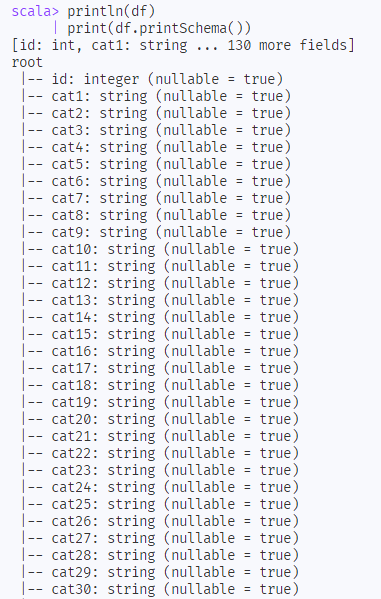 scala> println(df)
     | print(df.printSchema())
[id: int, cat1: string ... 130 more fields]
root
 |-- id: integer (nullable = true)
 |-- cat1: string (nullable = true)
 |-- cat2: string (nullable = true)
 |-- cat3: string (nullable = true)
 |-- cat4: string (nullable = true)
 |-- cat5: string (nullable = true)
 |-- cat6: string (nullable = true)
 |-- cat7: string (nullable = true)
 |-- cat8: string (nullable = true)
 |-- cat9: string (nullable = true)
 |-- cat10: string (nullable = true)
 |-- cat11: string (nullable = true)
 |-- cat12: string (nullable = true)
 |-- cat13: string (nullable = true)
 |-- cat14: string (nullable = true)
 |-- cat15: string (nullable = true)
 |-- cat16: string (nullable = true)
 |-- cat17: string (nullable = true)
 |-- cat18: string (nullable = true)
 |-- cat19: string (nullable = true)
 |-- cat20: string (nullable = true)
 |-- cat21: string (nullable = true)
 |-- cat22: string (nullable = true)
 |-- cat23: string (nullable = true)
 |-- cat24: string (nullable = true)
 |-- cat25: string (nullable = true)
 |-- cat26: string (nullable = true)
 |-- cat27: string (nullable = true)
 |-- cat28: string (nullable = true)
 |-- cat29: string (nullable = true)
 |-- cat30: string (nullable = true)